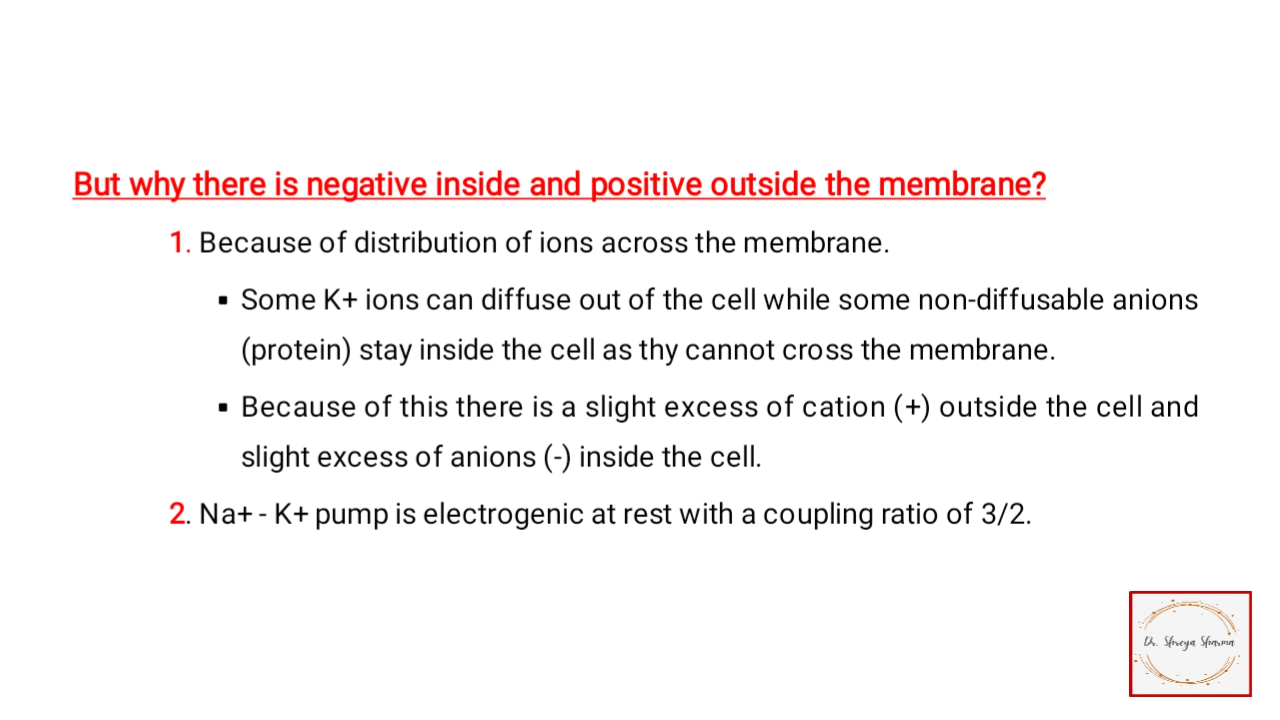 But why there is negative inside and positive outside the membrane?
1. Because of distribution of ions across the membrane.
▪ Some K+ ions can diffuse out of the cell while some non-diffusable anions
(protein) stay inside the cell as thy cannot cross the membrane.
▪ Because of this there is a slight excess of cation (+) outside the cell and
slight excess of anions (-) inside the cell.
2. Na+ - K+ pump is electrogenic at rest with a coupling ratio of 3/2.
Dr. Shreya Sharma